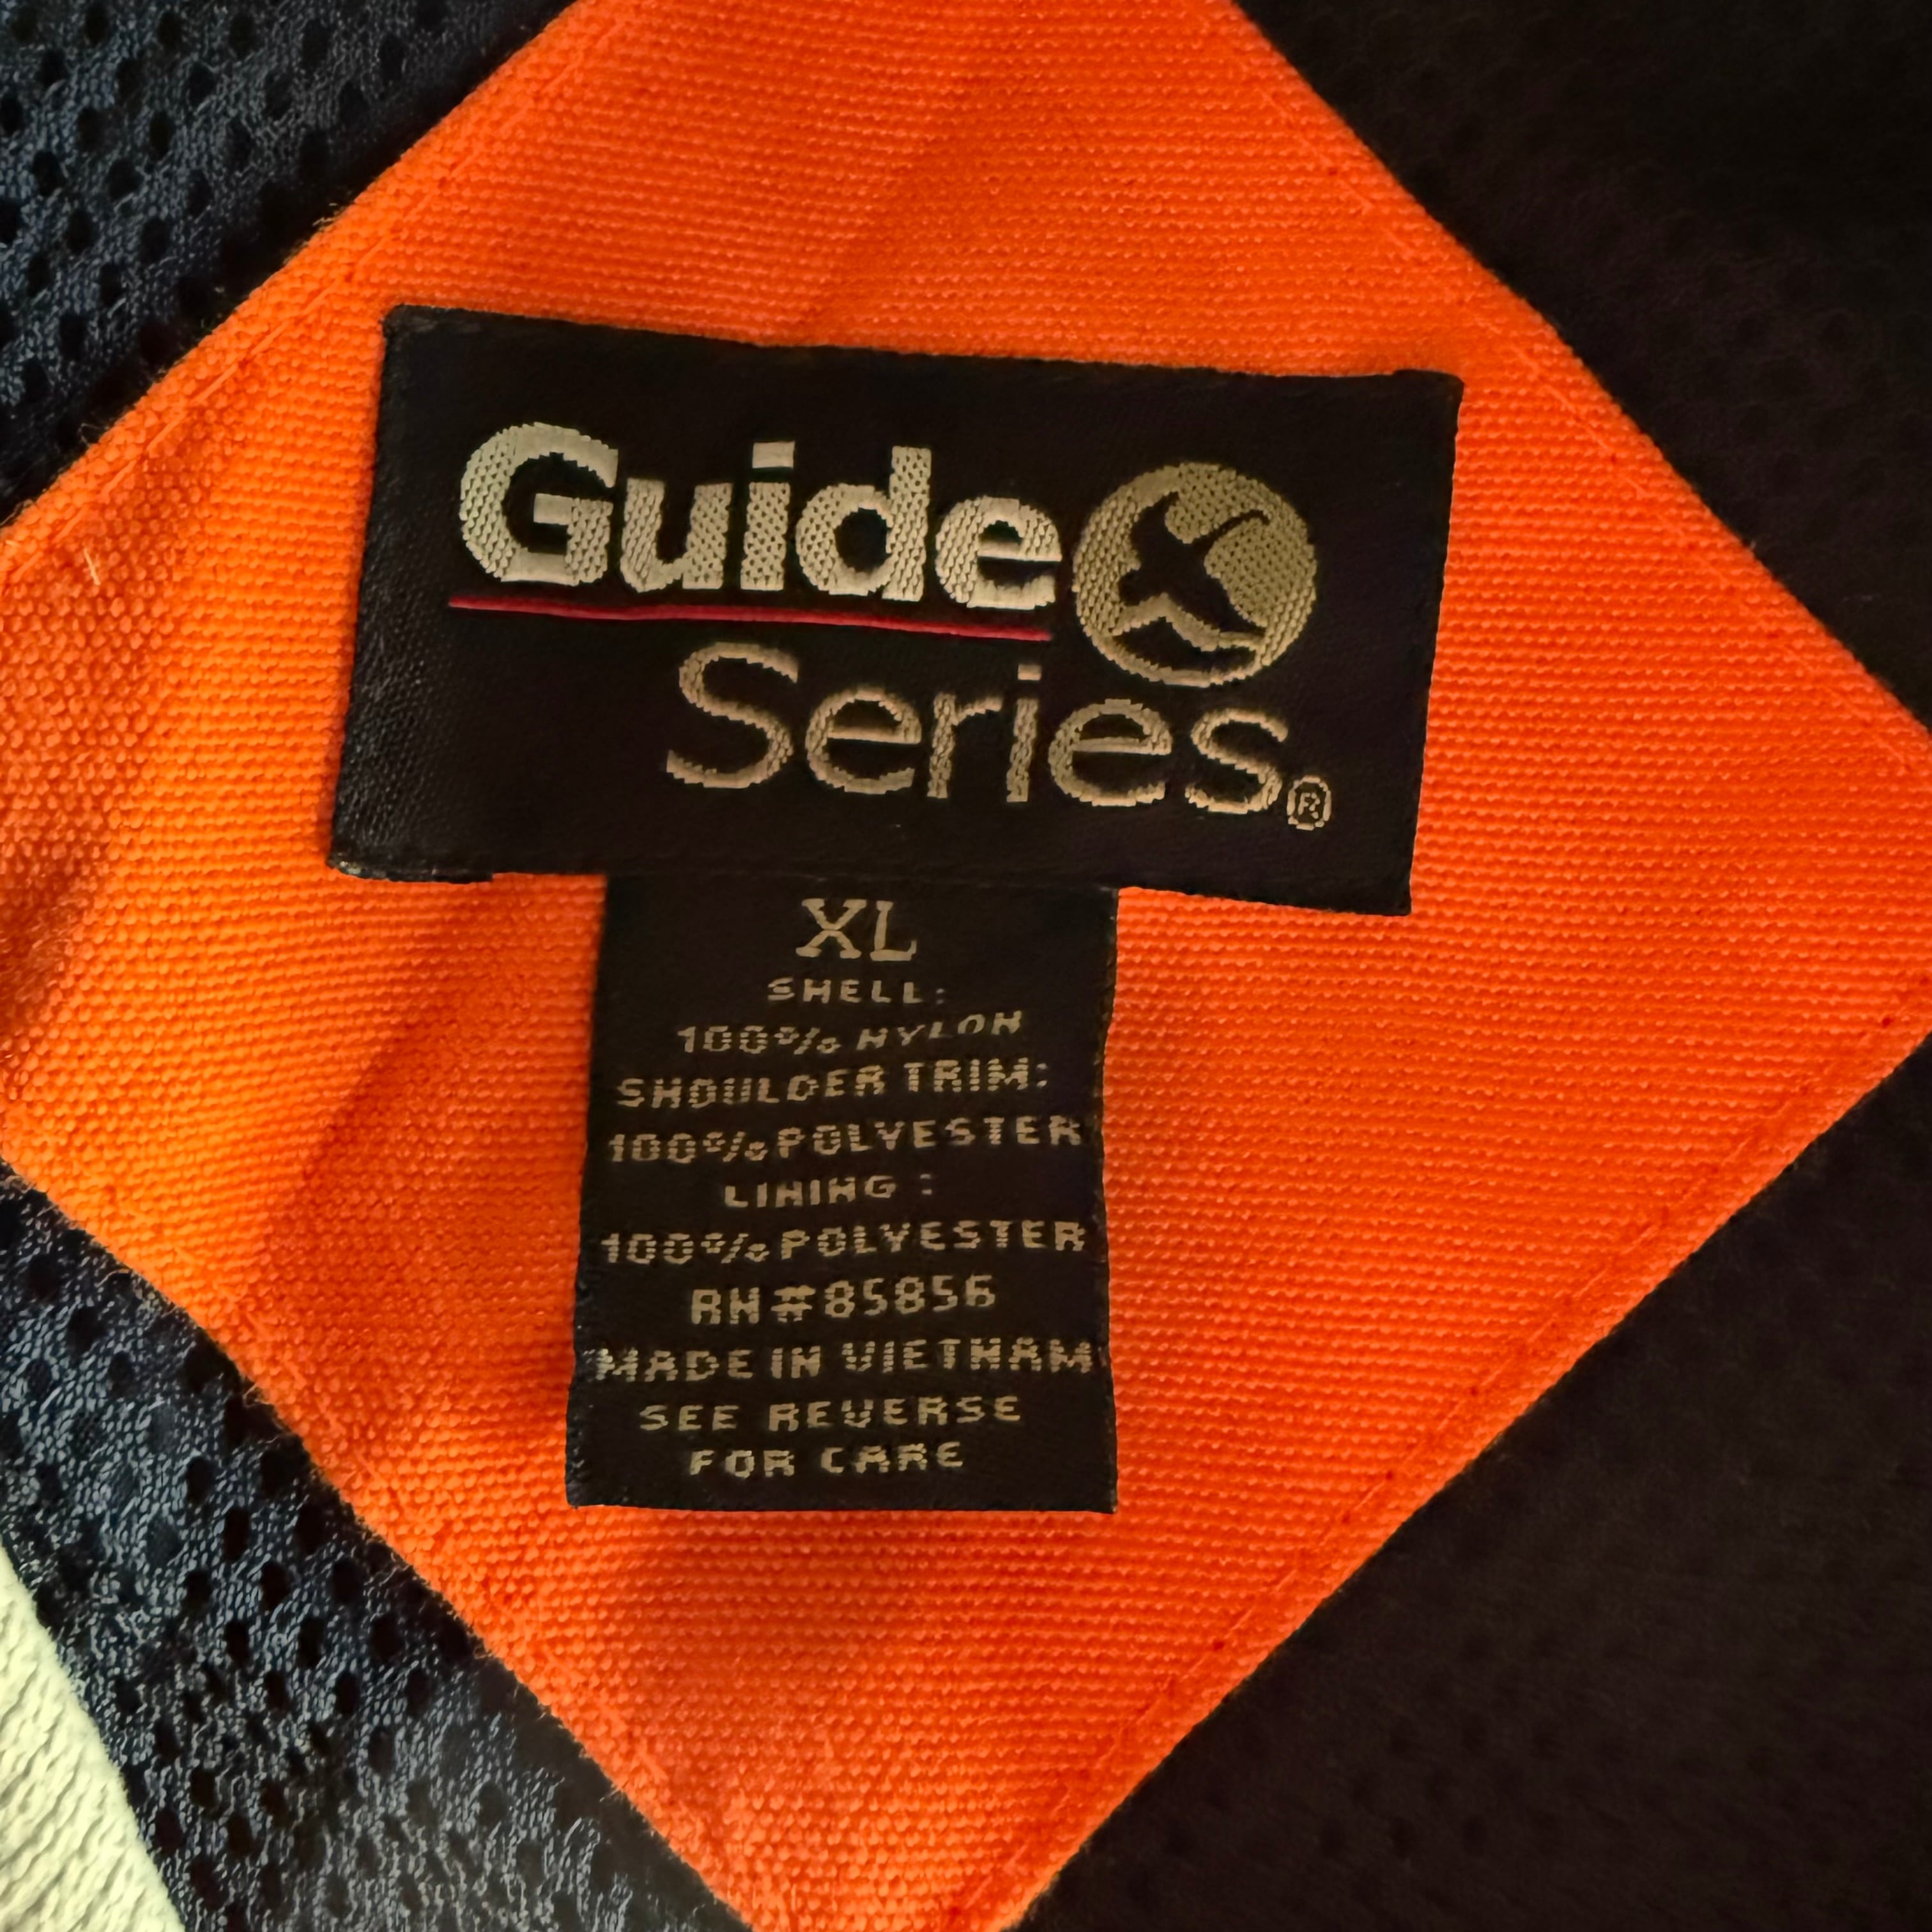 Guide
Series®
XL
SHELL:
100% NYLON
SHOULDER TRIM:
100% POLYESTER
LINING :
100% POLYESTER
RN#85856
MADE IN VIETNAM
SEE REVERSE
FOR CARE